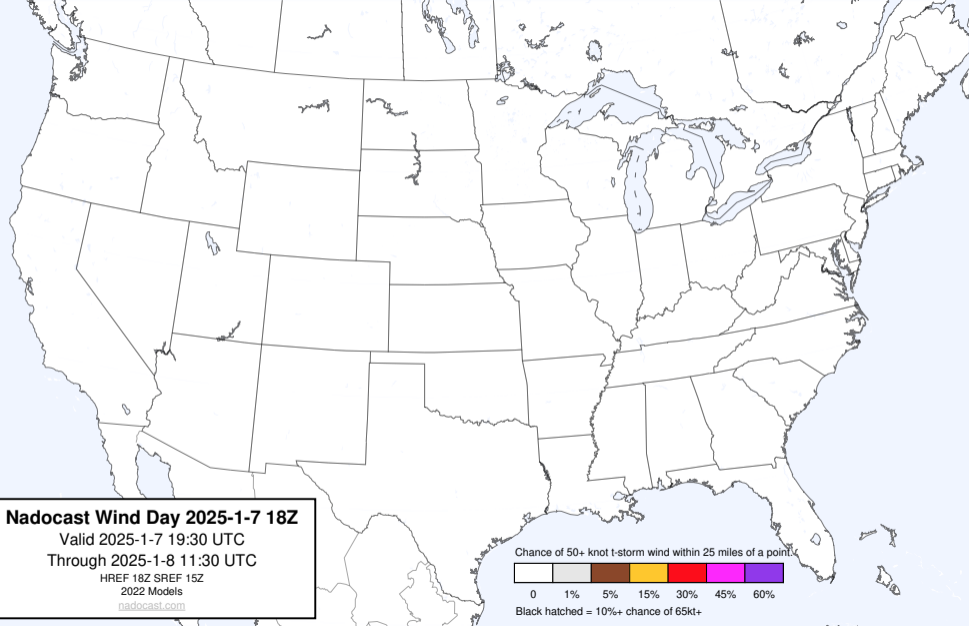 Nadocast Wind Day 2025-1-7 18Z
Valid 2025-1-7 19:30 UTC
Through 2025-1-8 11:30 UTC
HREF 18Z SREF 15Z
2022 Models
nadocast.com
Chance of 50+ knot t-storm wind within 25 miles of a point.
0 1% 5% 15% 30% 45% 60%
Black hatched = 10%+ chance of 65kt+